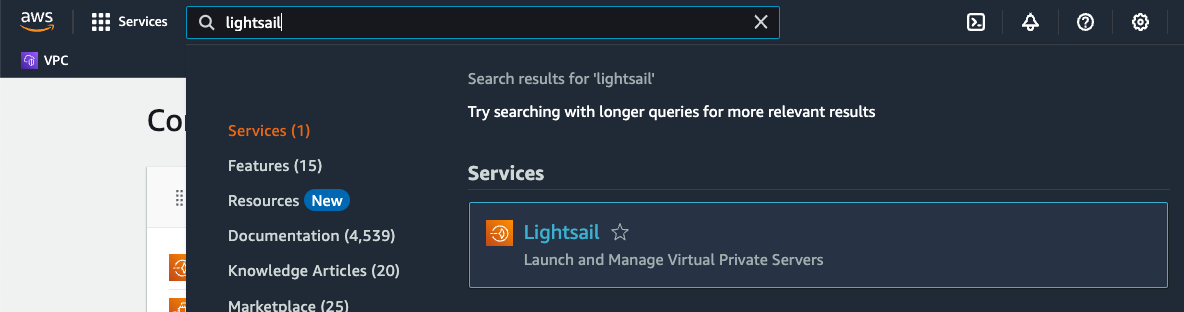 aws
Services
lightsail
VPC
Search results for 'lightsail'
Try searching with longer queries for more relevant results
Services (1)
Features (15)
Resources New
Documentation (4,539)
Knowledge Articles (20)
Marketplace (25)
Services
Lightsail
Launch and Manage Virtual Private Servers